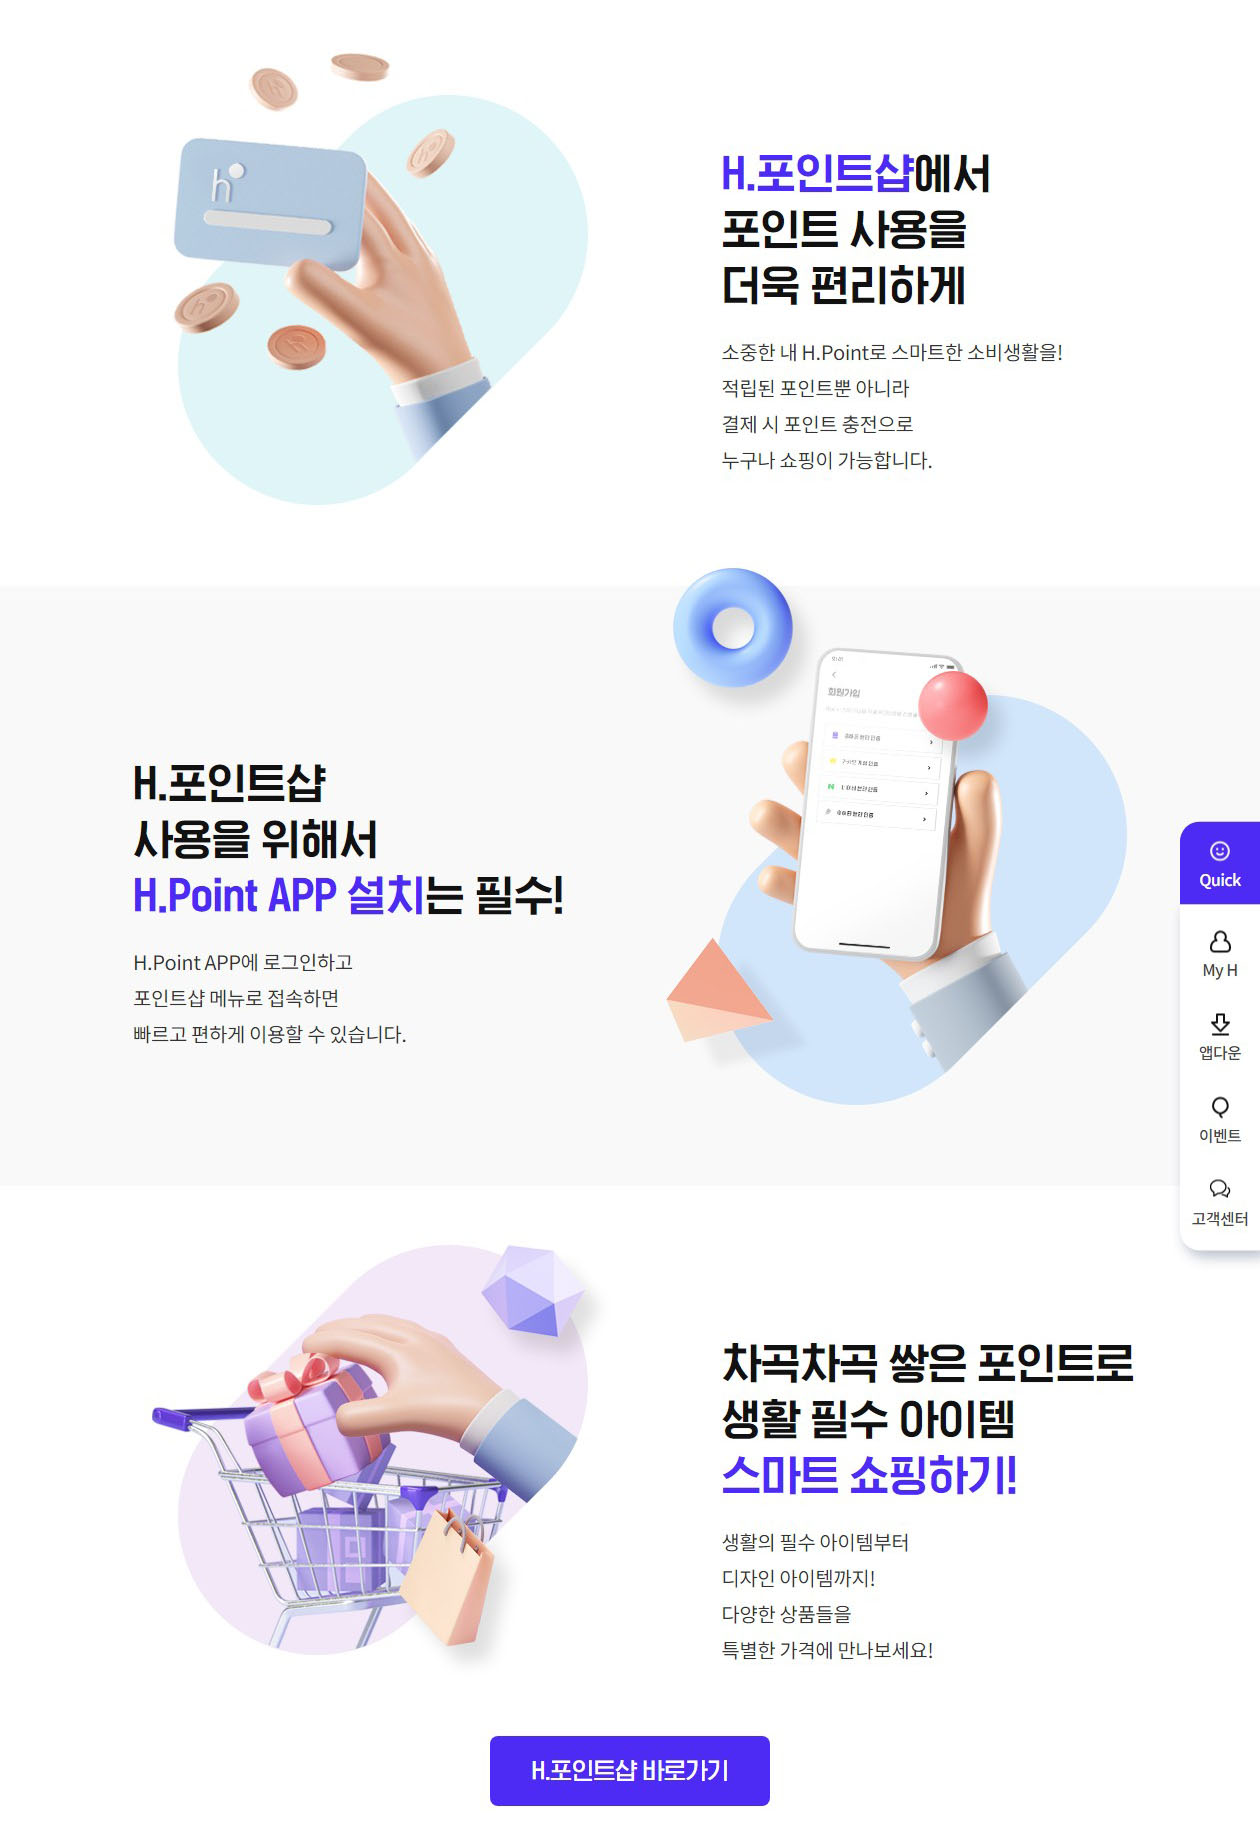 h
H.포인트샵에서
포인트 사용을
더욱 편리하게
소중한 내 H.Point로 스마트한 소비생활을!
적립된 포인트뿐 아니라
결제 시 포인트 충전으로
누구나 쇼핑이 가능합니다.
회원가입
H.포인트샵
사용을 위해서
H.Point APP 설치는 필수!
H.Point APP에 로그인하고
포인트샵 메뉴로 접속하면
빠르고 편하게 이용할 수 있습니다.
Quick
My H
앱다운
이벤트
고객센터
차곡차곡 쌓은 포인트로
생활 필수 아이템
스마트 쇼핑하기!
생활의 필수 아이템부터
디자인 아이템까지!
다양한 상품들을
특별한 가격에 만나보세요!
H.포인트샵 바로가기